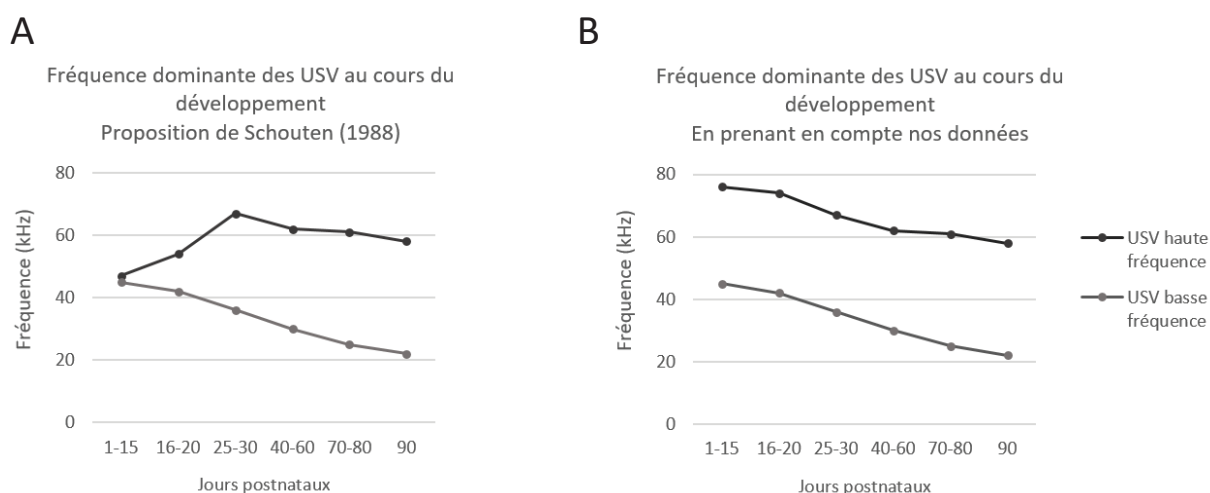 A
Fréquence dominante des USV au cours du
développement
Proposition de Schouten (1988)
Fréquence (kHz)
80
60
40
20
0
1-15 16-20 25-30 40-60 70-80 90
Jours postnataux
B
Fréquence dominante des USV au cours du
développement
En prenant en compte nos données
Fréquence (kHz)
80
60
40
20
0
1-15 16-20 25-30 40-60 70-80 90
Jours postnataux
USV haute
fréquence
USV basse
fréquence